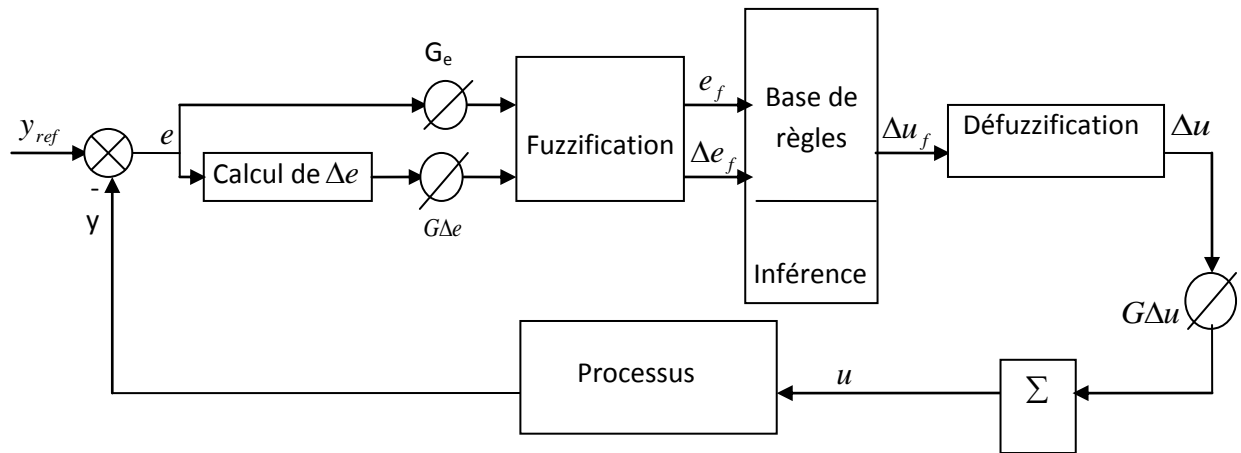 G_e
y_ref
e
Calcul de Δe
GΔe
-
y
Fuzzification
e_f
Δe_f
Base de
règles
Inférence
Δu_f
Défuzzification
Δu
GΔu
Σ
u
Processus